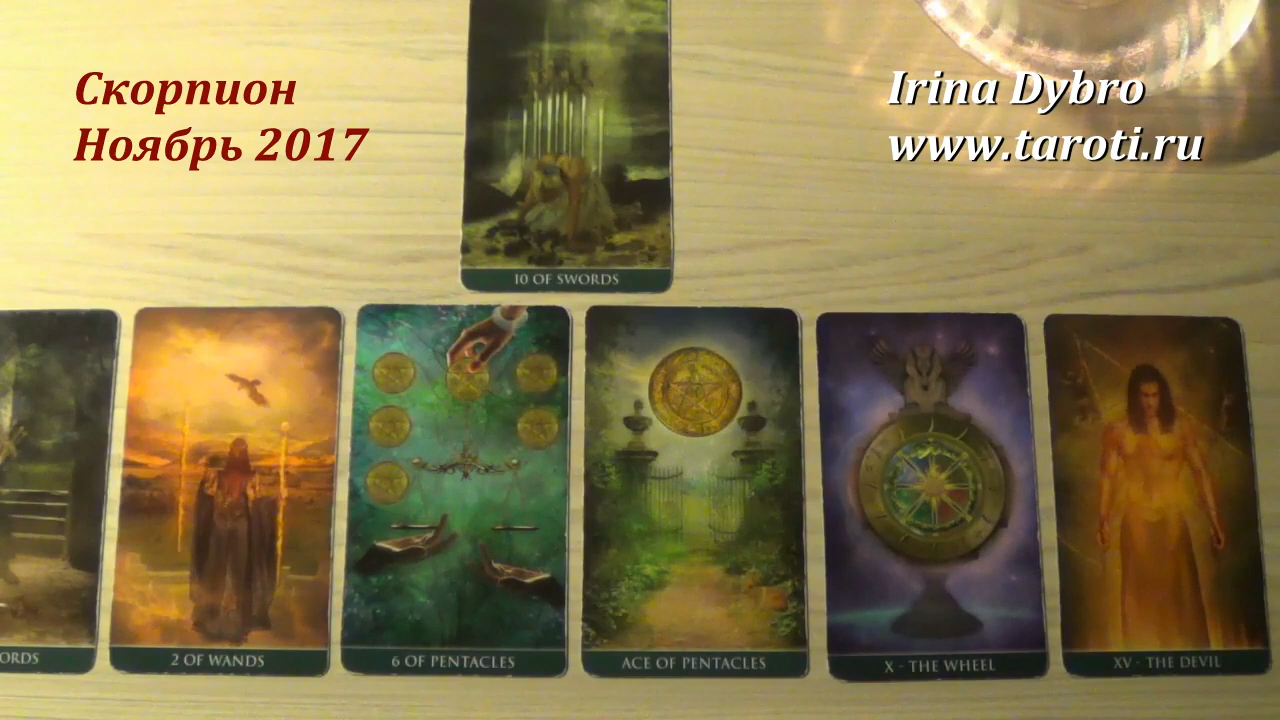 Скорпион
Ноябрь 2017
Irina Dybro
www.taroti.ru
10 OF SWORDS
ORDS
2 OF WANDS
6 OF PENTACLES
ACE OF PENTACLES
X - THE WHEEL
XV - THE DEVIL